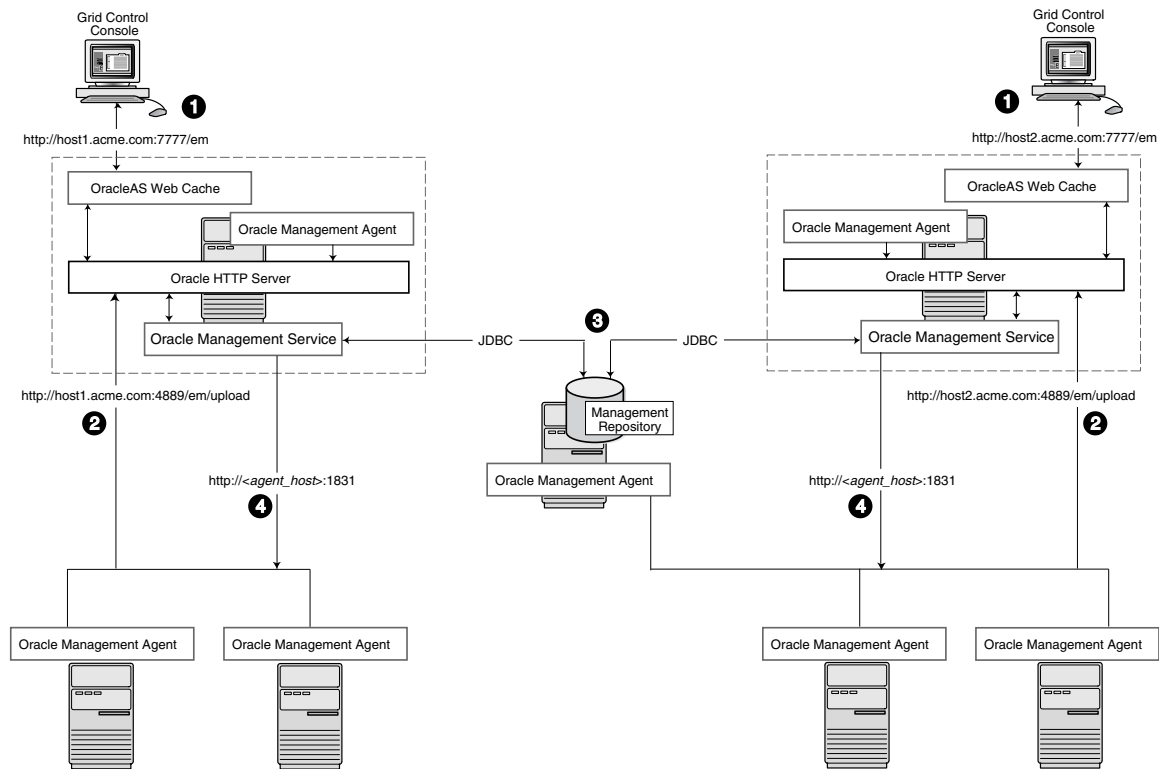 Grid Control
Console
Grid Control
Console
1
1
http://host1.acme.com:7777/em
http://host2.acme.com:7777/em
OracleAS Web Cache
OracleAS Web Cache
Oracle Management Agent
Oracle Management Agent
Oracle HTTP Server
Oracle HTTP Server
3
Oracle Management Service
JDBC
JDBC
Oracle Management Service
http://host1.acme.com:4889/em/upload
http://host2.acme.com:4889/em/upload
2
Management
Repository
2
Oracle Management Agent
http://<agent_host>:1831
http://<agent_host>:1831
4
4
Oracle Management Agent
Oracle Management Agent
Oracle Management Agent
Oracle Management Agent